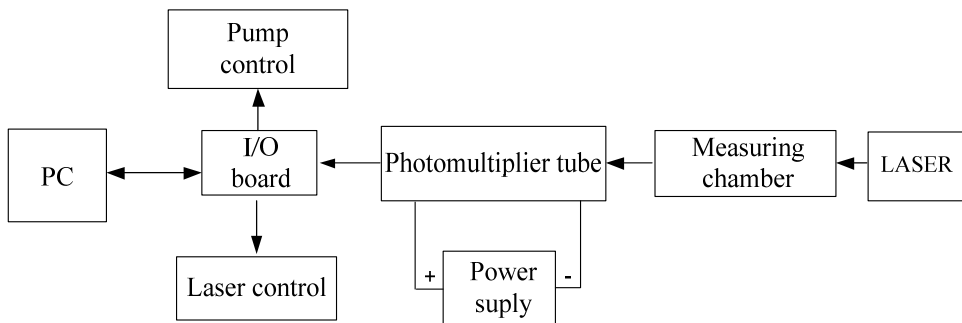 Pump
control
PC
I/O
board
Photomultiplier tube
Measuring
chamber
LASER
Laser control
+
Power
suply
-